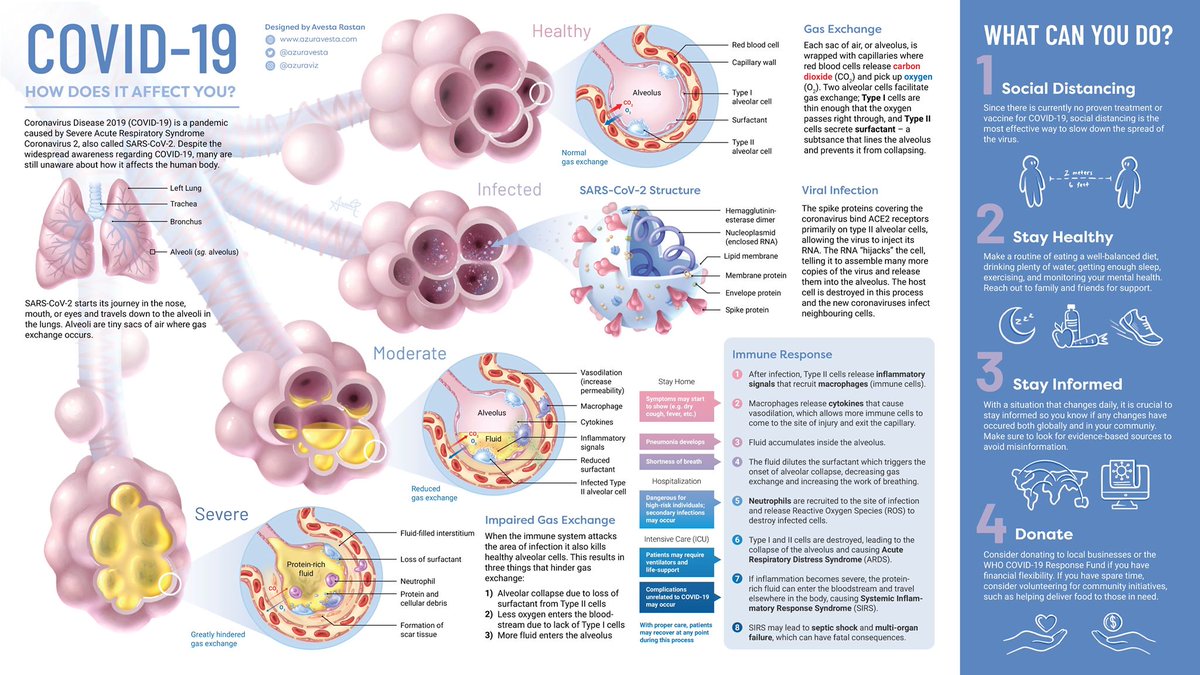 COVID-19
HOW DOES IT AFFECT YOU?
Designed by Avesta Rastan
www.azuravesta.com
@azuravesta
@azuraviz
Coronavirus Disease 2019 (COVID-19) is a pandemic
caused by Severe Acute Respiratory Syndrome
Coronavirus 2, also called SARS-CoV-2. Despite the
widespread awareness regarding COVID-19, many are
still unaware about how it affects the human body.
Left Lung
Trachea
Bronchus
Alveoli (sg. alveolus)
SARS-CoV-2 starts its journey in the nose,
mouth, or eyes and travels down to the alveoli in
the lungs. Alveoli are tiny sacs of air where gas
exchange occurs.
Healthy
Alveolus
CO₂
O₂
Normal
gas exchange
Red blood cell
Capillary wall
Type I
alveolar cell
Surfactant
Type II
alveolar cell
Gas Exchange
Each sac of air, or alveolus, is
wrapped with capillaries where
red blood cells release carbon
dioxide (CO₂) and pick up oxygen
(O₂). Two alveolar cells facilitate
gas exchange; Type I cells are
thin enough that the oxygen
passes right through, and Type II
cells secrete surfactant – a
subtsance that lines the alveolus
and prevents it from collapsing.
Infected
SARS-CoV-2 Structure
Hemagglutinin-
esterase dimer
Nucleoplasmid
(enclosed RNA)
Lipid membrane
Membrane protein
Envelope protein
Spike protein
Viral Infection
The spike proteins covering the
coronavirus bind ACE2 receptors
primarily on type II alveolar cells,
allowing the virus to inject its
RNA. The RNA "hijacks" the cell,
telling it to assemble many more
copies of the virus and release
them into the alveolus. The host
cell is destroyed in this process
and the new coronaviruses infect
neighbouring cells.
Moderate
Alveolus
Fluid
CO₂
O₂
Reduced
gas exchange
Vasodilation
(increase
permeability)
Macrophage
Cytokines
Inflammatory
signals
Reduced
surfactant
Infected Type
II alveolar cell
Severe
Protein-rich
fluid
CO₂
O₂
Greatly hindered
gas exchange
Fluid-filled interstitium
Loss of surfactant
Neutrophil
Protein and
cellular debris
Formation of
scar tissue
Impaired Gas Exchange
When the immune system attacks
the area of infection it also kills
healthy alveolar cells. This results in
three things that hinder gas
exchange:
1) Alveolar collapse due to loss of
surfactant from Type II cells
2) Less oxygen enters the blood-
stream due to lack of Type I cells
3) More fluid enters the alveolus
Stay Home
Symptoms may start
to show (e.g. dry
cough, fever, etc.)
Pneumonia develops
Shortness of breath
Hospitalization
Dangerous for
high-risk individuals;
secondary infections
may occur
Intensive Care (ICU)
Patients may require
ventilators and
life-support
Complications
unrelated to COVID-19
may occur
With proper care, patients
may recover at any point
during this process
Immune Response
1 After infection, Type II cells release inflammatory
signals that recruit macrophages (immune cells).
2 Macrophages release cytokines that cause
vasodilation, which allows more immune cells to
come to the site of injury and exit the capillary.
3 Fluid accumulates inside the alveolus.
4 The fluid dilutes the surfactant which triggers the
onset of alveolar collapse, decreasing gas
exchange and increasing the work of breathing.
5 Neutrophils are recruited to the site of infection
and release Reactive Oxygen Species (ROS) to
destroy infected cells.
6 Type I and II cells are destroyed, leading to the
collapse of the alveolus and causing Acute
Respiratory Distress Syndrome (ARDS).
7 If inflammation becomes severe, the protein-
rich fluid can enter the bloodstream and travel
elsewhere in the body, causing Systemic Inflam-
matory Response Syndrome (SIRS).
8 SIRS may lead to septic shock and multi-organ
failure, which can have fatal consequences.
WHAT CAN YOU DO?
1 Social Distancing
Since there is currently no proven treatment or
vaccine for COVID-19, social distancing is the
most effective way to slow down the spread of
the virus.
2 meters
6 feet
2 Stay Healthy
Make a routine of eating a well-balanced diet,
drinking plenty of water, getting enough sleep,
exercising, and monitoring your mental health.
Reach out to family and friends for support.
3 Stay Informed
With a situation that changes daily, it is crucial to
stay informed so you know if any changes have
occured both globally and in your communiy.
Make sure to look for evidence-based sources to
avoid misinformation.
4 Donate
Consider donating to local businesses or the
WHO COVID-19 Response Fund if you have
financial flexibility. If you have spare time,
consider volunteering for community initiatives,
such as helping deliver food to those in need.